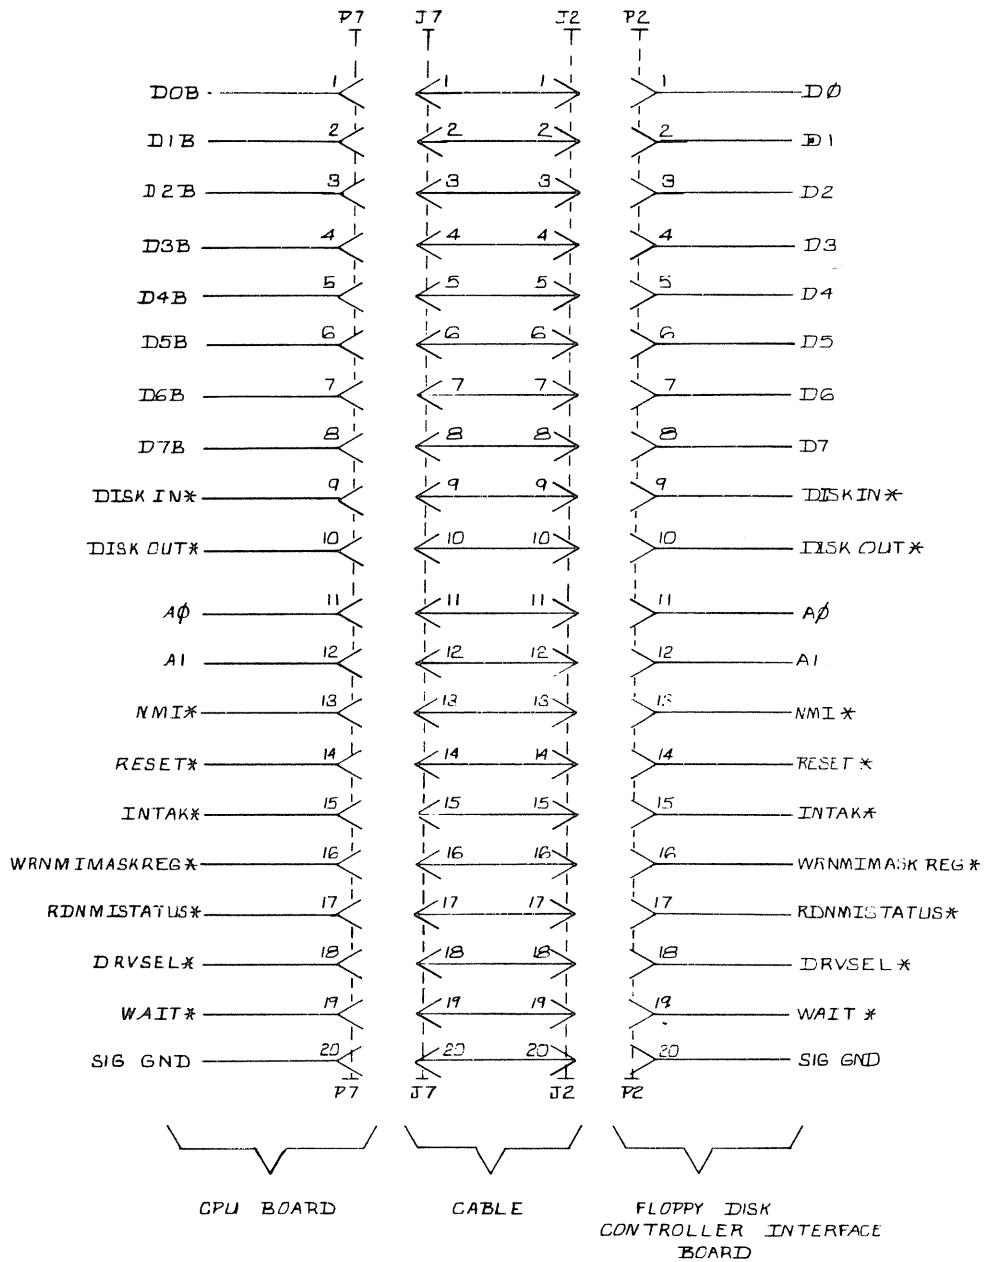 P7 J7 J2 P2
D0B 1 1 1 1 DØ
D1B 2 2 2 2 D1
D2B 3 3 3 3 D2
D3B 4 4 4 4 D3
D4B 5 5 5 5 D4
D5B 6 6 6 6 D5
D6B 7 7 7 7 D6
D7B 8 8 8 8 D7
DISK IN* 9 9 9 9 DISK IN*
DISK OUT* 10 10 10 10 DISK OUT*
AØ 11 11 11 11 AØ
A1 12 12 12 12 A1
NMI* 13 13 13 13 NMI*
RESET* 14 14 14 14 RESET*
INTAK* 15 15 15 15 INTAK*
WRNMIMASKREG* 16 16 16 16 WRNMIMASKREG*
RDNMISTATUS* 17 17 17 17 RDNMISTATUS*
DRVSEL* 18 18 18 18 DRVSEL*
WAIT* 19 19 19 19 WAIT*
SIG GND 20 20 20 20 SIG GND
P7 J7 J2 P2
CPU BOARD CABLE FLOPPY DISK
CONTROLLER INTERFACE
BOARD